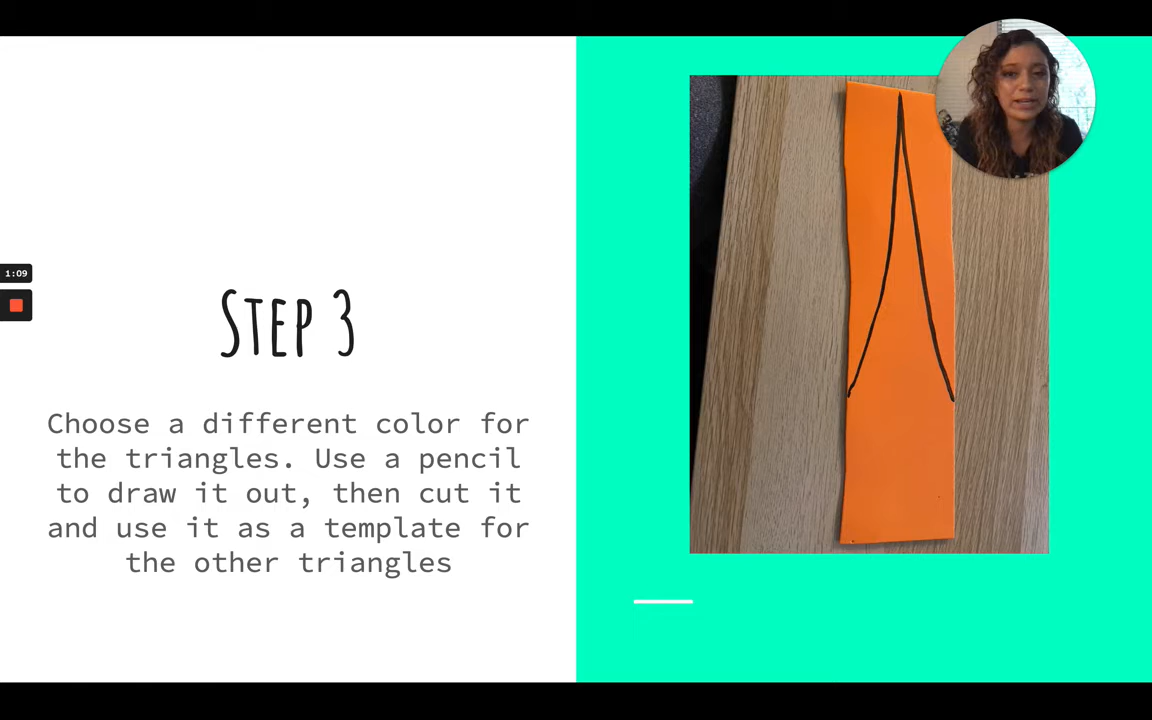 1:09
Step 3
Choose a different color for
the triangles. Use a pencil
to draw it out, then cut it
and use it as a template for
the other triangles